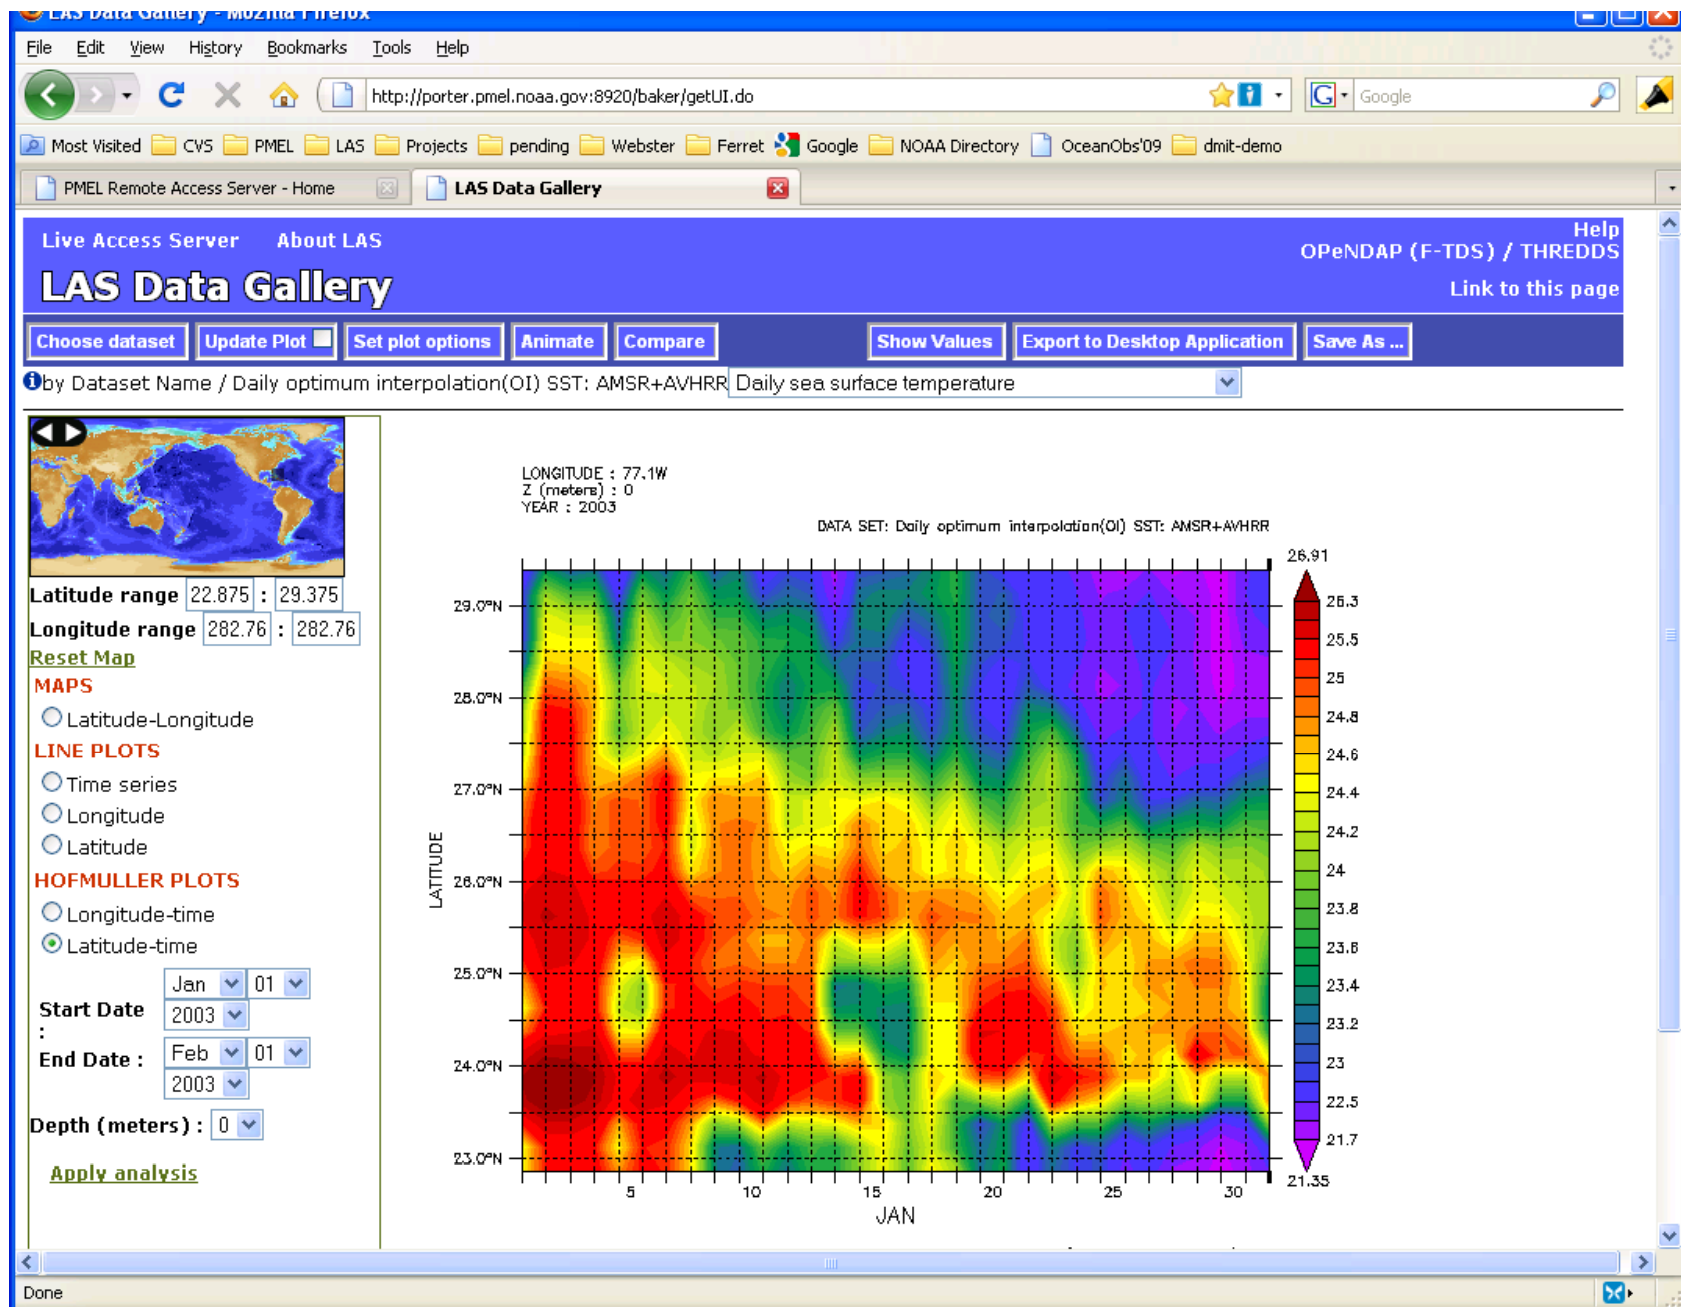 LAS Data Gallery - Mozilla Firefox
File Edit View History Bookmarks Tools Help
http://porter.pmel.noaa.gov:8920/baker/getUI.do
G Google
Most Visited CVS PMEL LAS Projects pending Webster Ferret Google NOAA Directory OceanObs'09 dmit-demo
PMEL Remote Access Server - Home LAS Data Gallery
Live Access Server About LAS Help
OPeNDAP (F-TDS) / THREDDS
LAS Data Gallery Link to this page
Choose dataset Update Plot Set plot options Animate Compare Show Values Export to Desktop Application Save As ...
by Dataset Name / Daily optimum interpolation(OI) SST: AMSR+AVHRR Daily sea surface temperature
Latitude range 22.875 : 29.375
Longitude range 282.76 : 282.76
Reset Map
MAPS
Latitude-Longitude
LINE PLOTS
Time series
Longitude
Latitude
HOFMULLER PLOTS
Longitude-time
Latitude-time
Start Date : Jan 01 2003
End Date : Feb 01 2003
Depth (meters) : 0
Apply analysis
LONGITUDE : 77.1W
Z (meters) : 0
YEAR : 2003
DATA SET: Daily optimum interpolation(OI) SST: AMSR+AVHRR
29.0°N
28.0°N
27.0°N
26.0°N
25.0°N
24.0°N
23.0°N
LATITUDE
5 10 15 20 25 30
JAN
26.91
26.3
25.5
25
24.8
24.6
24.4
24.2
24
23.8
23.6
23.4
23.2
23
22.5
21.7
21.35
Done